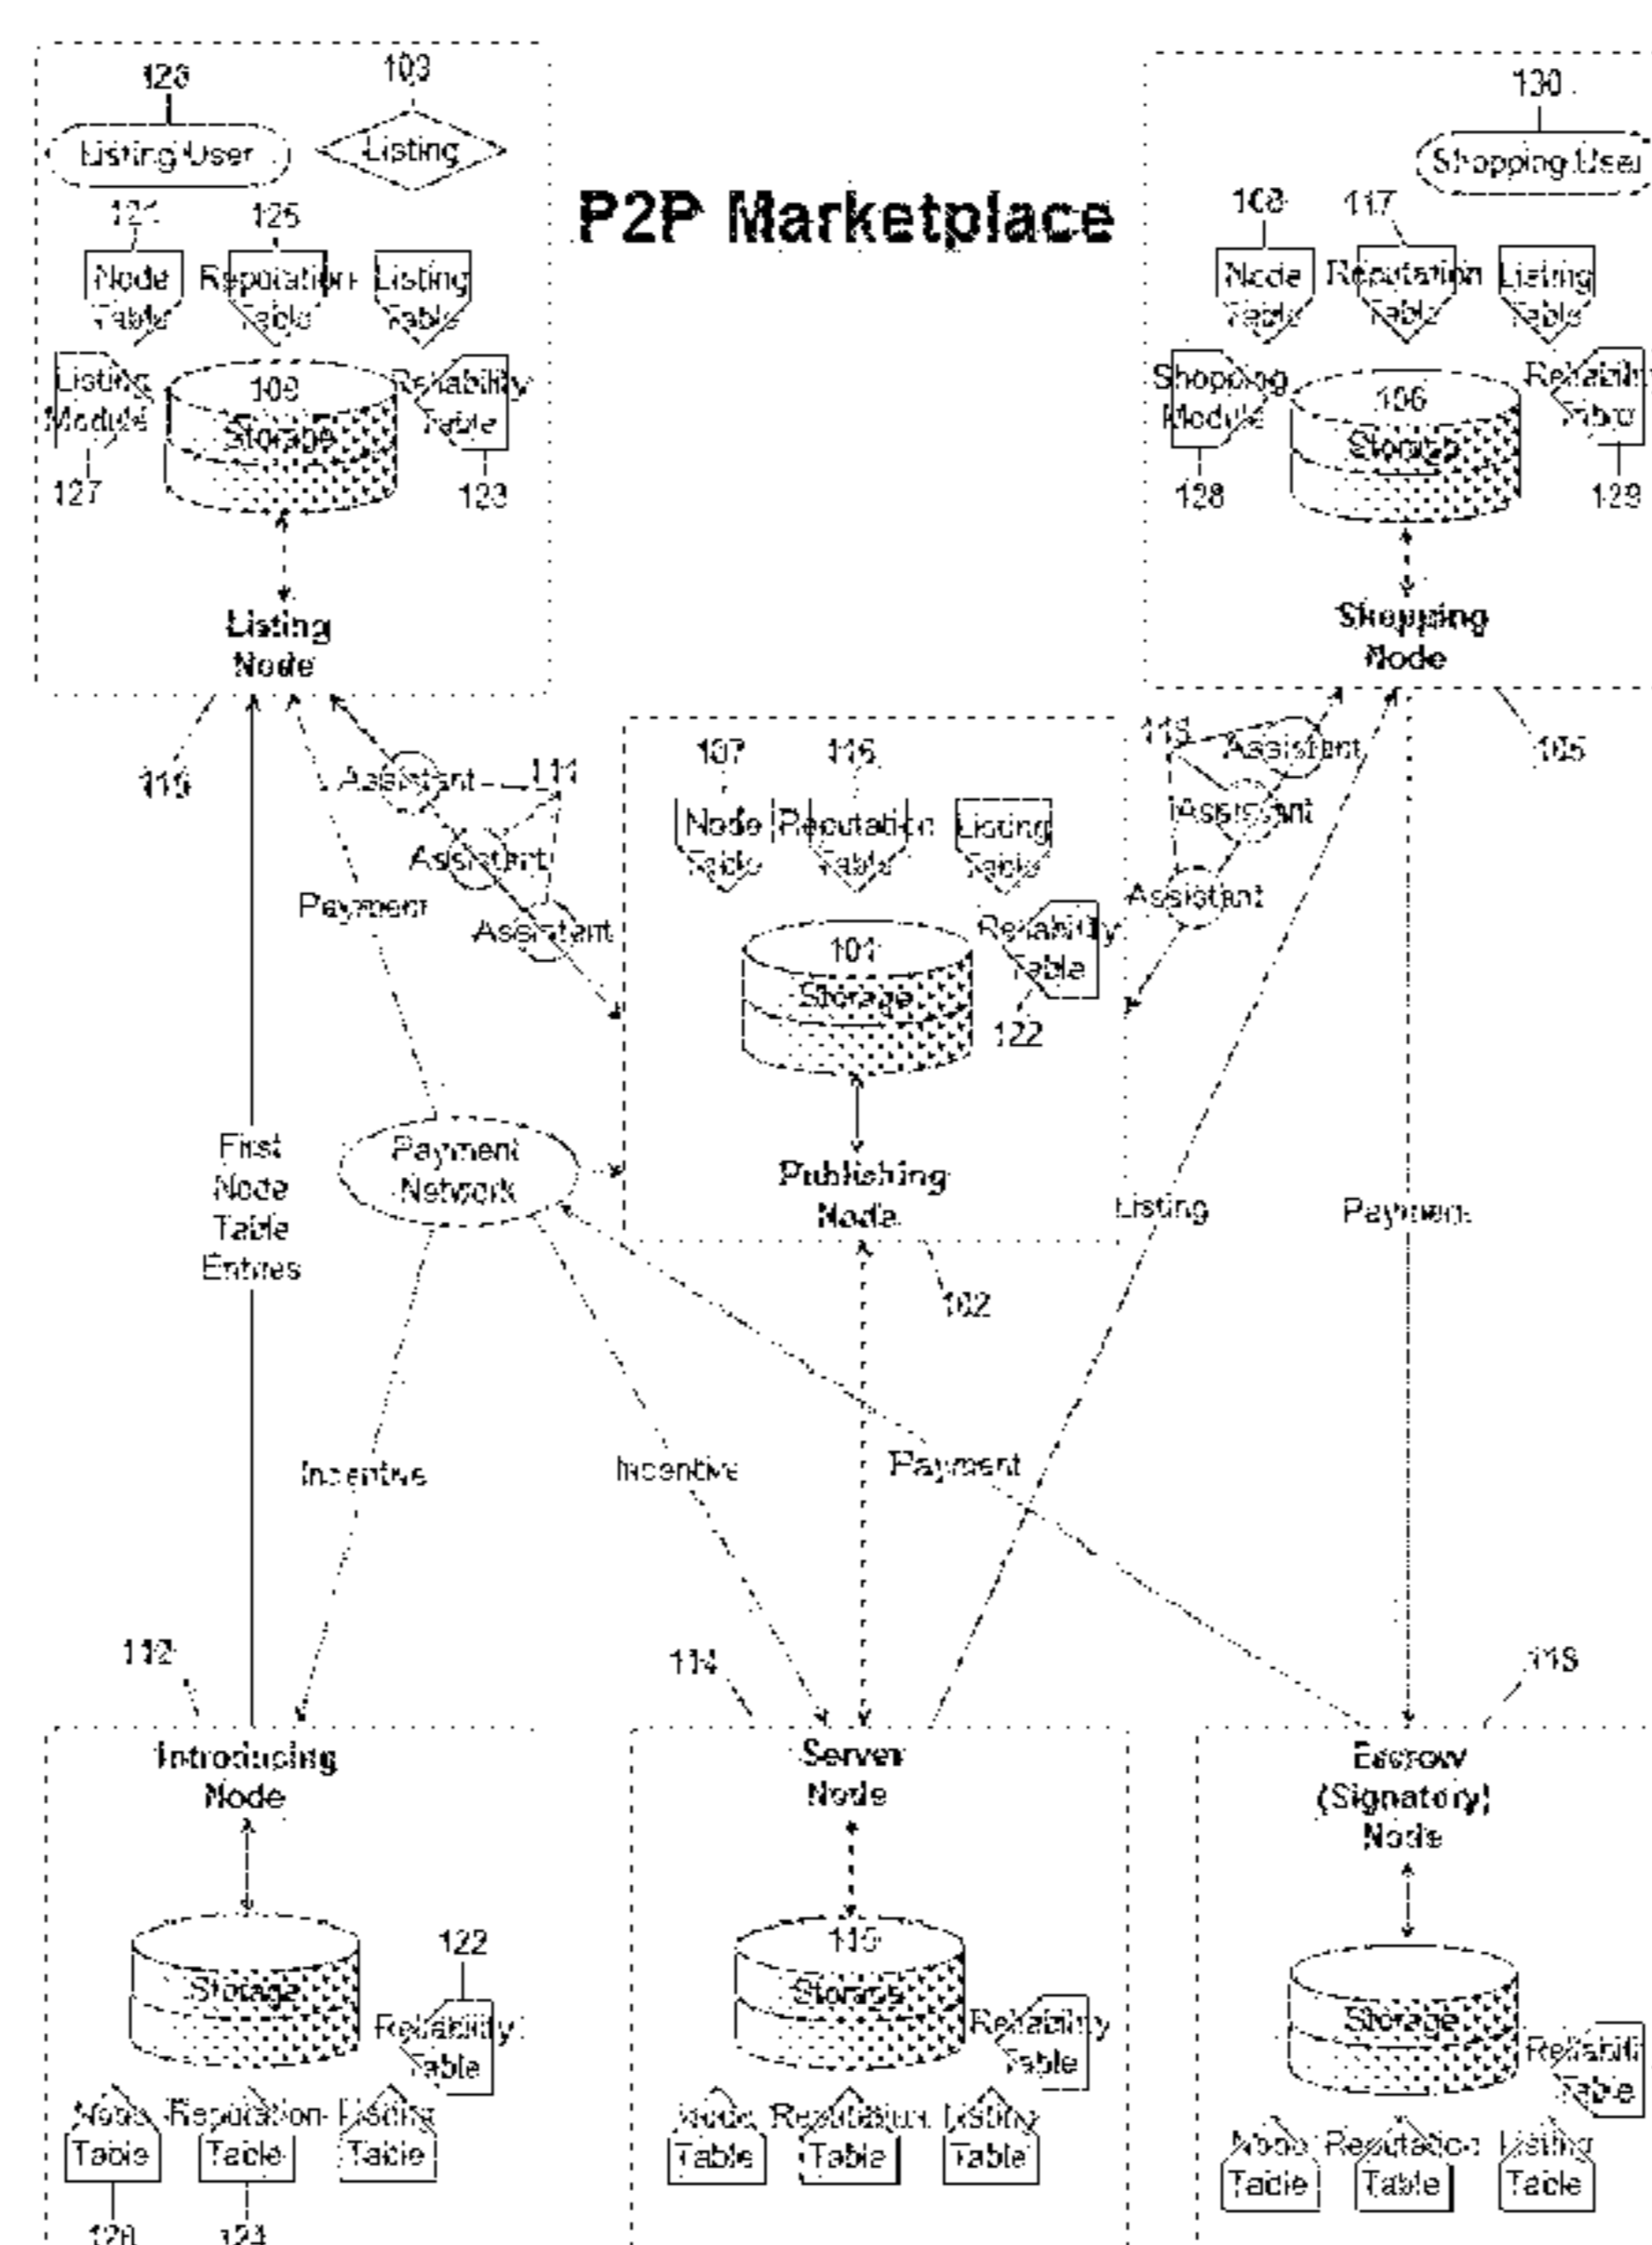 103
130
Listing User
Listing
Shopping User
P2P Marketplace
125
108
117
Node
Table
Reputation
Table
Listing
Table
Node
Table
Reputation
Table
Listing
Table
Listing
Module
109
Storage
Reliability
Table
Shopping
Module
106
Storage
Table
127
123
128
129
Listing
Node
Shopping
Node
107
116
Assistant
105
Assistant
111
Assistant
Node
Table
Reputation
Table
Listing
Table
Assistant
Assistant
Assistant
Payment
101
Storage
Reliability
Table
122
First
Node
Table
Entries
Payment
Network
Publishing
Node
Listing
Payment
102
Incentive
Incentive
Payment
112
114
118
Introducing
Node
Server
Node
Escrow
(Signatory)
Node
Storage
122
Reliability
Table
115
Storage
Reliability
Table
Storage
Table
Node
Table
Reputation
Table
Listing
Table
Node
Table
Reputation
Table
Listing
Table
Node
Table
Reputation
Table
Listing
Table